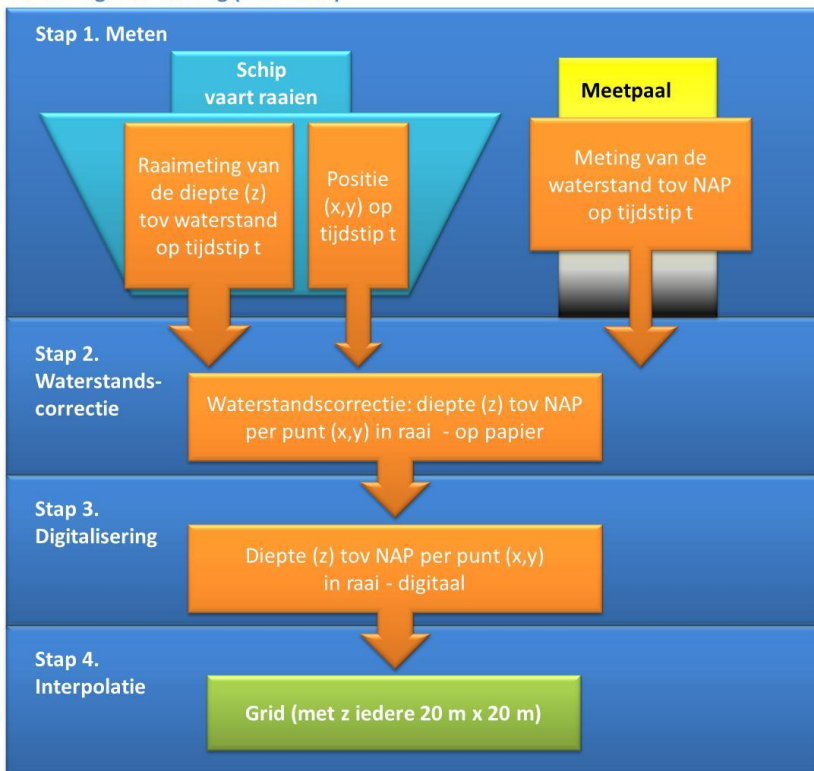 Stap 1. Meten
Schip
vaart raaien
Meetpaal
Raaimeting van
de diepte (z)
tov waterstand
op tijdstip t
Positie
(x,y) op
tijdstip t
Meting van de
waterstand tov NAP
op tijdstip t
Stap 2.
Waterstands-
correctie
Waterstandscorrectie: diepte (z) tov NAP
per punt (x,y) in raai - op papier
Stap 3.
Digitalisering
Diepte (z) tov NAP per punt (x,y)
in raai - digitaal
Stap 4.
Interpolatie
Grid (met z iedere 20 m x 20 m)